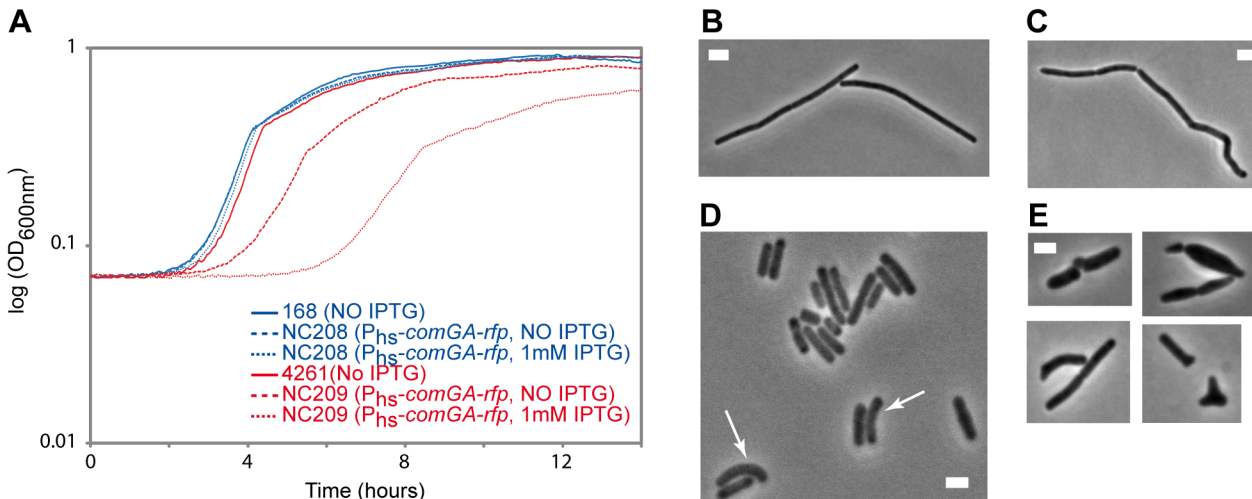 A
B
C
1
log (OD600nm)
0.1
168 (NO IPTG)
NC208 (Phs-comGA-rfp, NO IPTG)
NC208 (Phs-comGA-rfp, 1mM IPTG)
4261(No IPTG)
NC209 (Phs-comGA-rfp, NO IPTG)
NC209 (Phs-comGA-rfp, 1mM IPTG)
0.01
0 4 8 12
Time (hours)
D
E